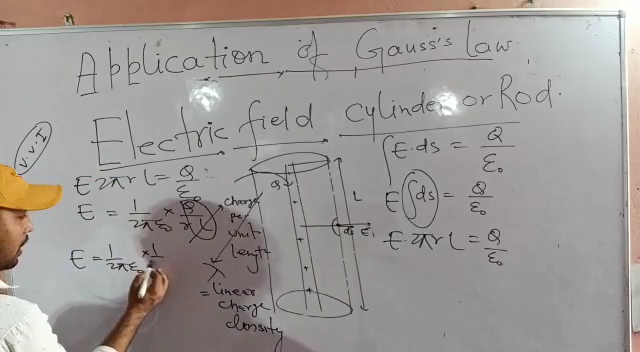 Application of Gauss's Law
Electric field cylinder or Rod.
V.V.I
E 2πr l = Q/ε₀
E = 1/2πε₀ × Q/
E = 1/2πε₀ × 1/
charge
per
unit
length
= linear
charge
density
Q
L
ds E
∫E·ds = Q/ε₀
E ∫ds = Q/ε₀
E·2πr l = Q/ε₀